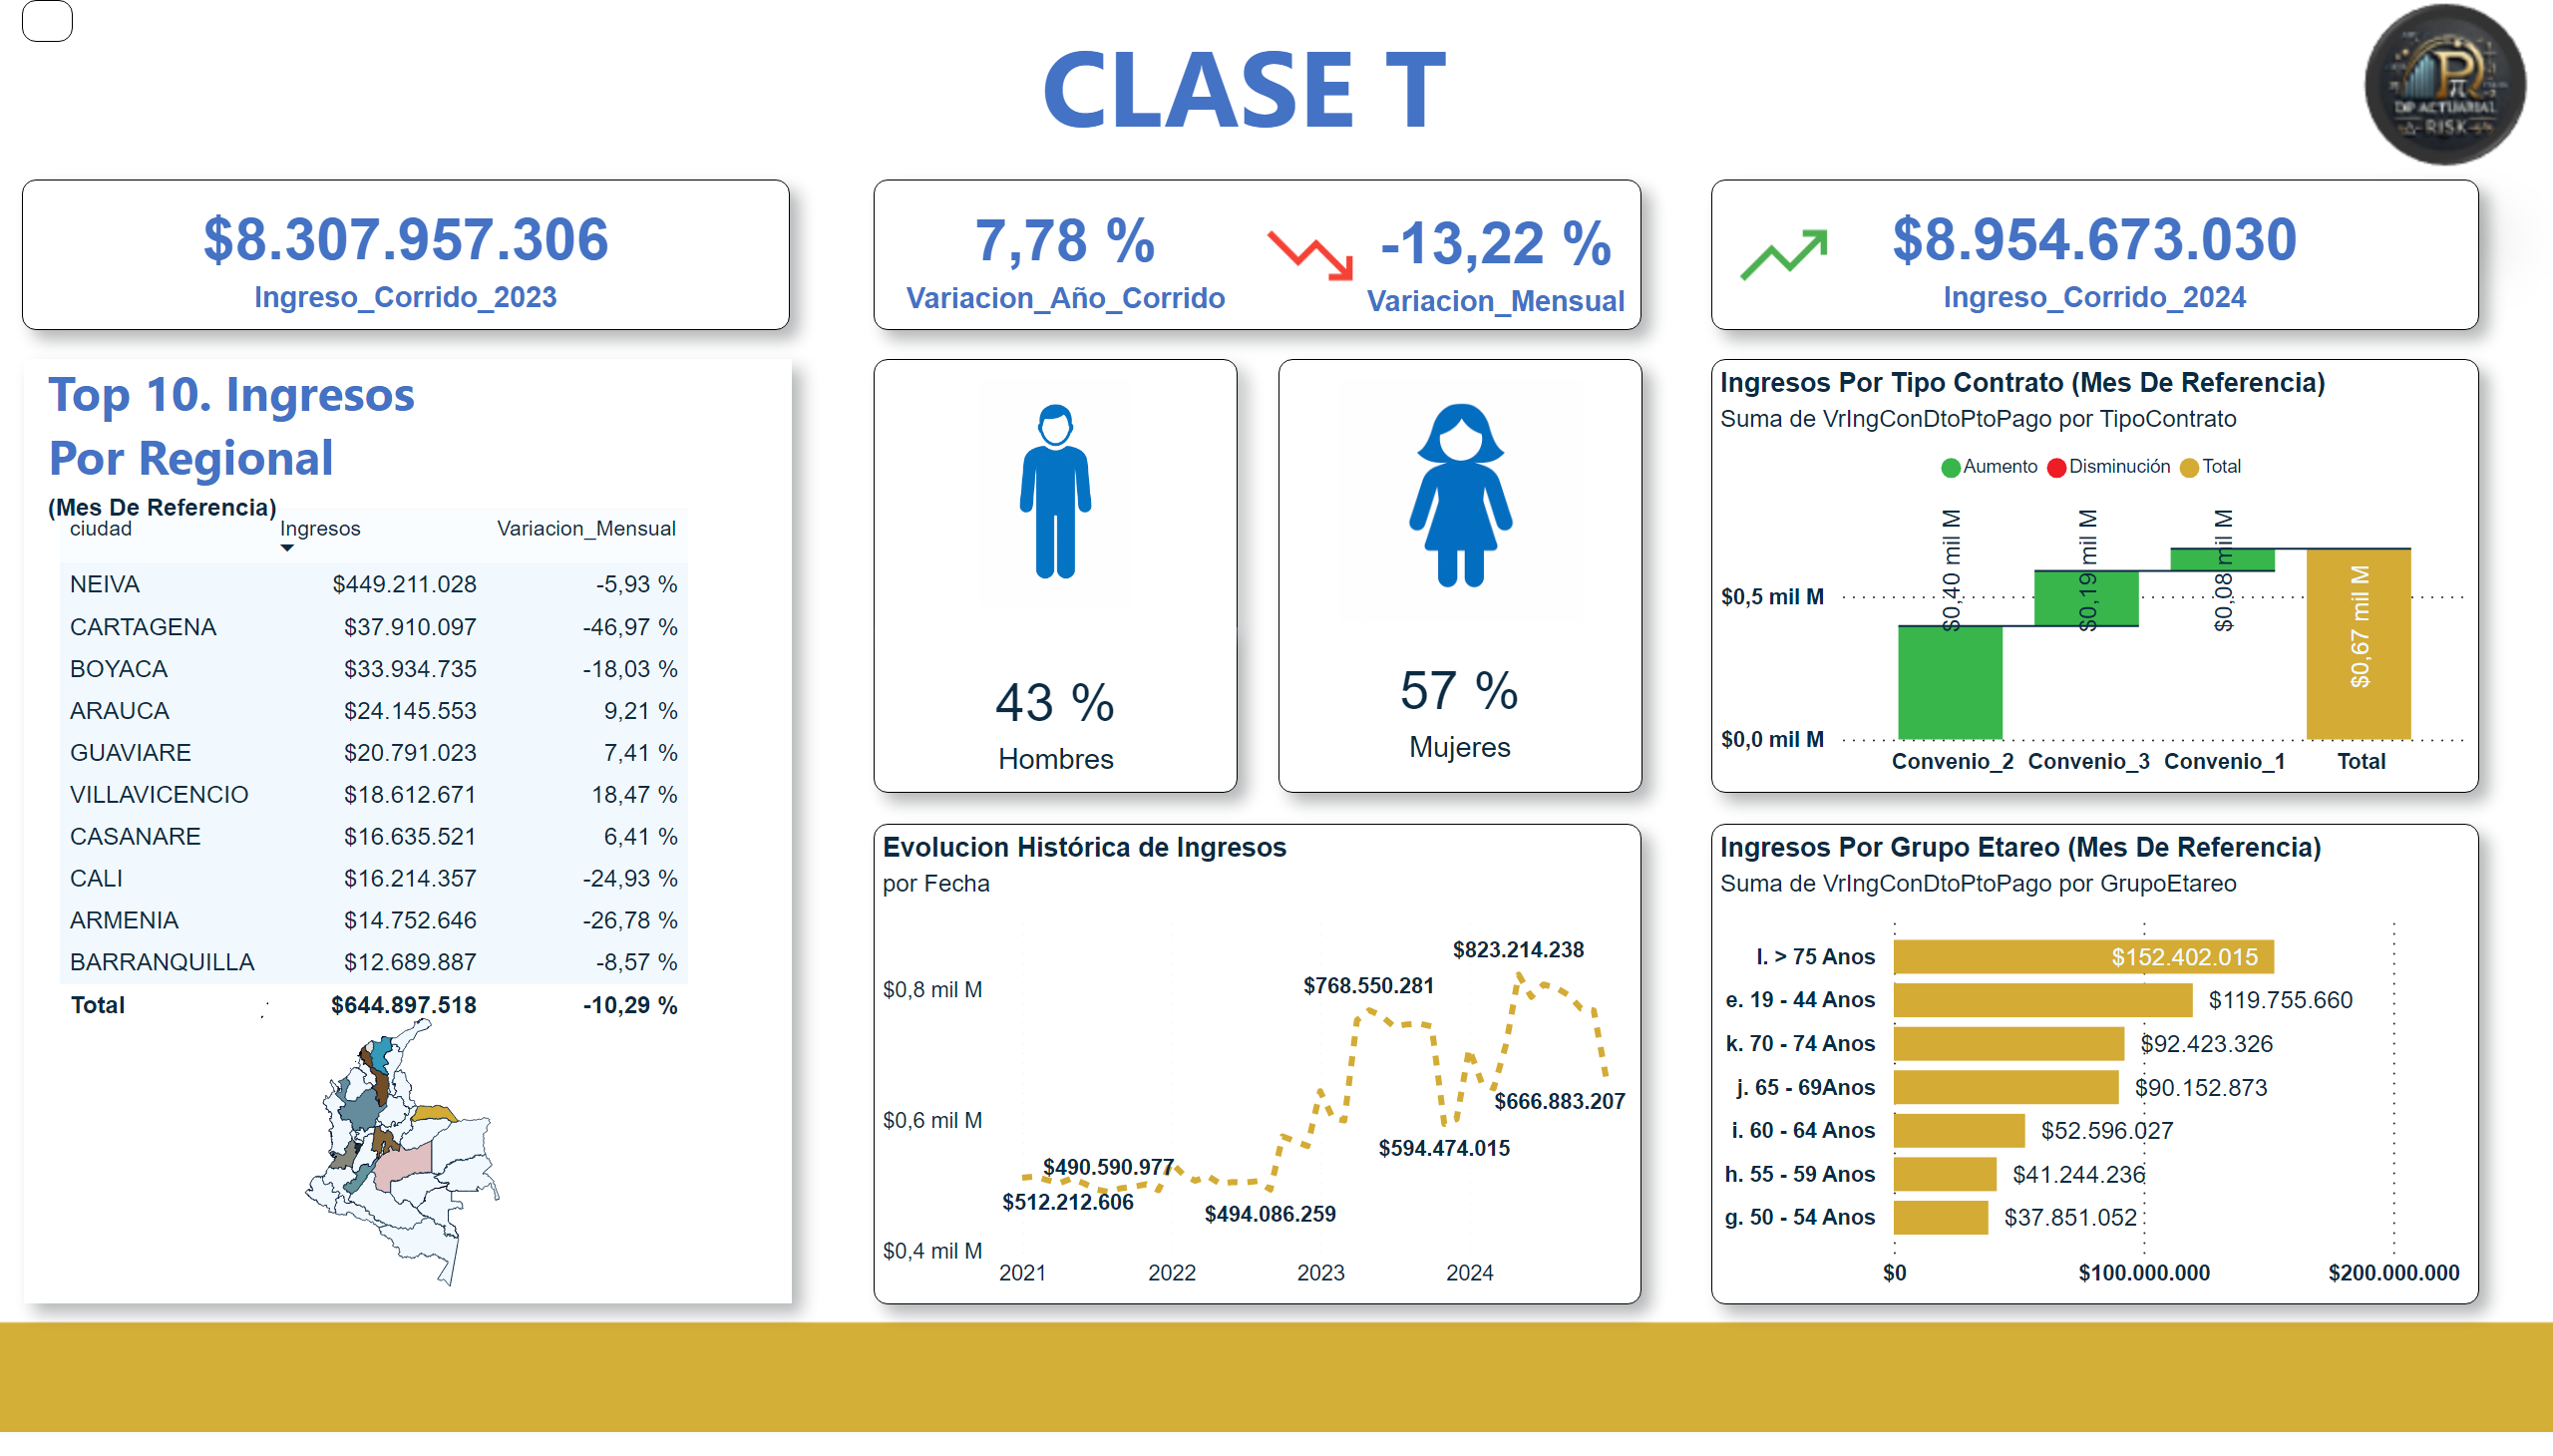 CLASE T
DP ACTUARIAL
RISK
$8.307.957.306
Ingreso_Corrido_2023
7,78 %
Variacion_Año_Corrido
-13,22 %
Variacion_Mensual
$8.954.673.030
Ingreso_Corrido_2024
Top 10. Ingresos
Por Regional
(Mes De Referencia)
ciudad Ingresos Variacion_Mensual
NEIVA $449.211.028 -5,93 %
CARTAGENA $37.910.097 -46,97 %
BOYACA $33.934.735 -18,03 %
ARAUCA $24.145.553 9,21 %
GUAVIARE $20.791.023 7,41 %
VILLAVICENCIO $18.612.671 18,47 %
CASANARE $16.635.521 6,41 %
CALI $16.214.357 -24,93 %
ARMENIA $14.752.646 -26,78 %
BARRANQUILLA $12.689.887 -8,57 %
Total $644.897.518 -10,29 %
43 %
Hombres
57 %
Mujeres
Ingresos Por Tipo Contrato (Mes De Referencia)
Suma de VrIngConDtoPtoPago por TipoContrato
Aumento Disminución Total
$0,5 mil M
$0,0 mil M
$0,40 mil M
$0,19 mil M
$0,08 mil M
$0,67 mil M
Convenio_2 Convenio_3 Convenio_1 Total
Evolucion Histórica de Ingresos
por Fecha
$0,8 mil M
$0,6 mil M
$0,4 mil M
$823.214.238
$768.550.281
$666.883.207
$594.474.015
$490.590.977
$512.212.606
$494.086.259
2021 2022 2023 2024
Ingresos Por Grupo Etareo (Mes De Referencia)
Suma de VrIngConDtoPtoPago por GrupoEtareo
l. > 75 Anos $152.402.015
e. 19 - 44 Anos $119.755.660
k. 70 - 74 Anos $92.423.326
j. 65 - 69Anos $90.152.873
i. 60 - 64 Anos $52.596.027
h. 55 - 59 Anos $41.244.236
g. 50 - 54 Anos $37.851.052
$0 $100.000.000 $200.000.000